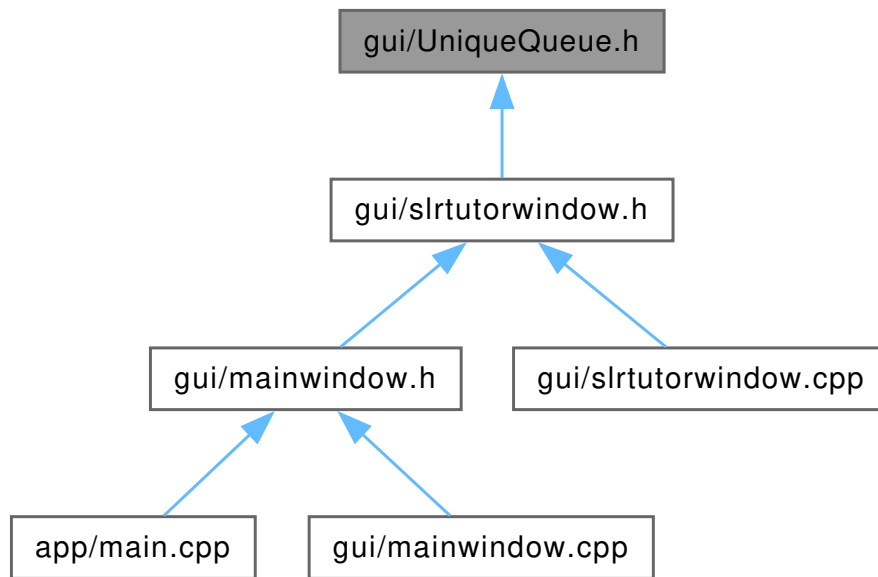 gui/UniqueQueue.h
gui/slrtutorwindow.h
gui/mainwindow.h
gui/slrtutorwindow.cpp
app/main.cpp
gui/mainwindow.cpp